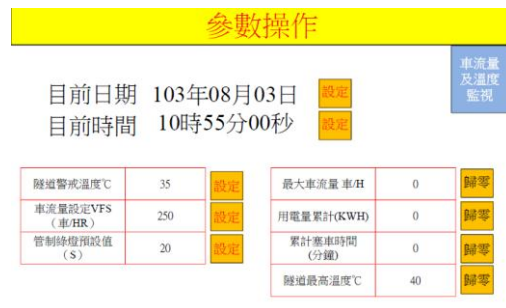 參數操作
車流量
及溫度
監視
目前日期 103年08月03日 設定
目前時間 10時55分00秒 設定
隧道警戒溫度℃ 35 設定
車流量設定VFS
(車/HR) 250 設定
管制綠燈預設值
(S) 20 設定
最大車流量 車/H 0 歸零
用電量累計(KWH) 0 歸零
累計塞車時間
(分鐘) 0 歸零
隧道最高溫度℃ 40 歸零